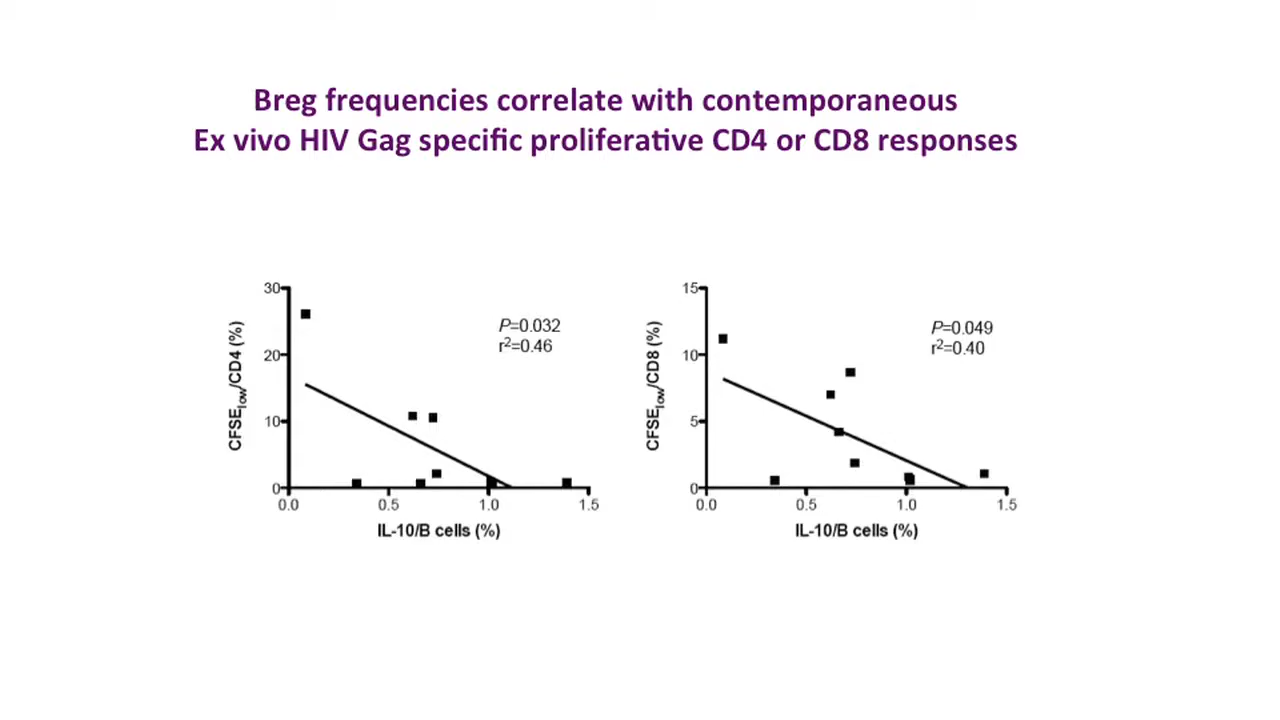 Breg frequencies correlate with contemporaneous
Ex vivo HIV Gag specific proliferative CD4 or CD8 responses
30
20
10
0
CFSElow/CD4 (%)
P=0.032
r2=0.46
0.0 0.5 1.0 1.5
IL-10/B cells (%)
15
10
5
0
CFSElow/CD8 (%)
P=0.049
r2=0.40
0.0 0.5 1.0 1.5
IL-10/B cells (%)